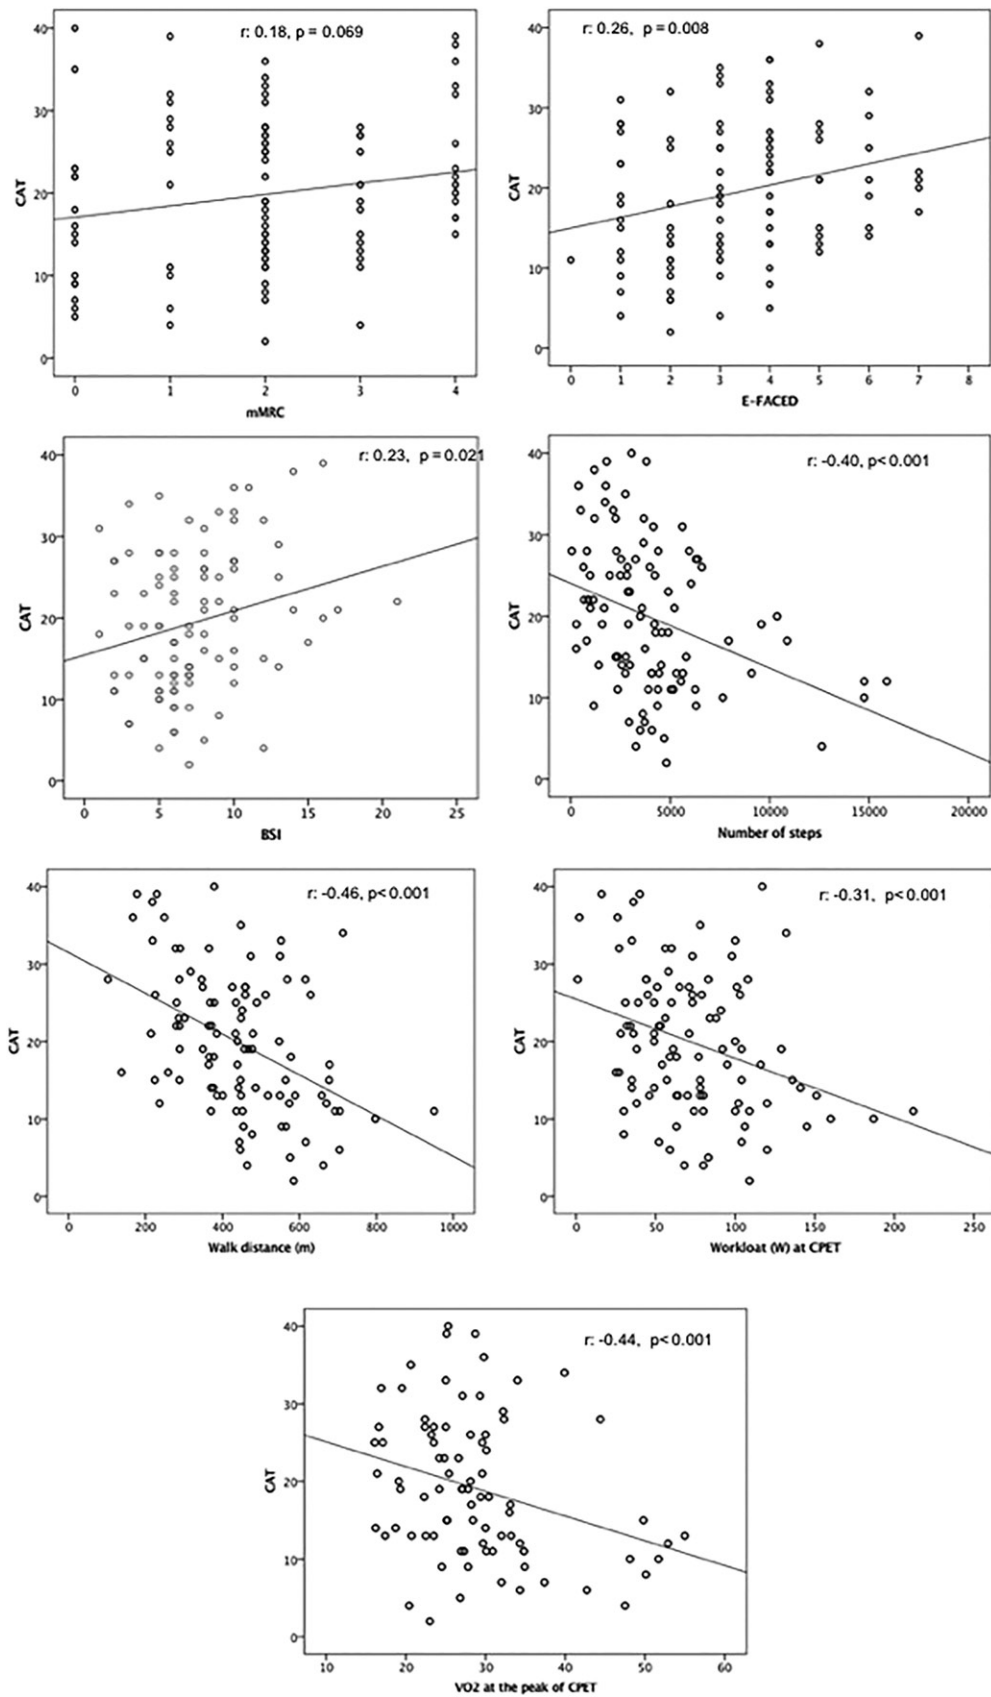 r: 0.18, p = 0.069
CAT
40
30
20
10
0
0 1 2 3 4
mMRC
r: 0.26, p = 0.008
CAT
40
30
20
10
0
0 1 2 3 4 5 6 7 8
E-FACED
r: 0.23, p = 0.021
CAT
40
30
20
10
0
0 5 10 15 20 25
BSI
r: -0.40, p< 0.001
CAT
40
30
20
10
0
0 5000 10000 15000 20000
Number of steps
r: -0.46, p< 0.001
CAT
40
30
20
10
0
0 200 400 600 800 1000
Walk distance (m)
r: -0.31, p< 0.001
CAT
40
30
20
10
0
0 50 100 150 200 250
Workloat (W) at CPET
r: -0.44, p< 0.001
CAT
40
30
20
10
0
10 20 30 40 50 60
VO2 at the peak of CPET